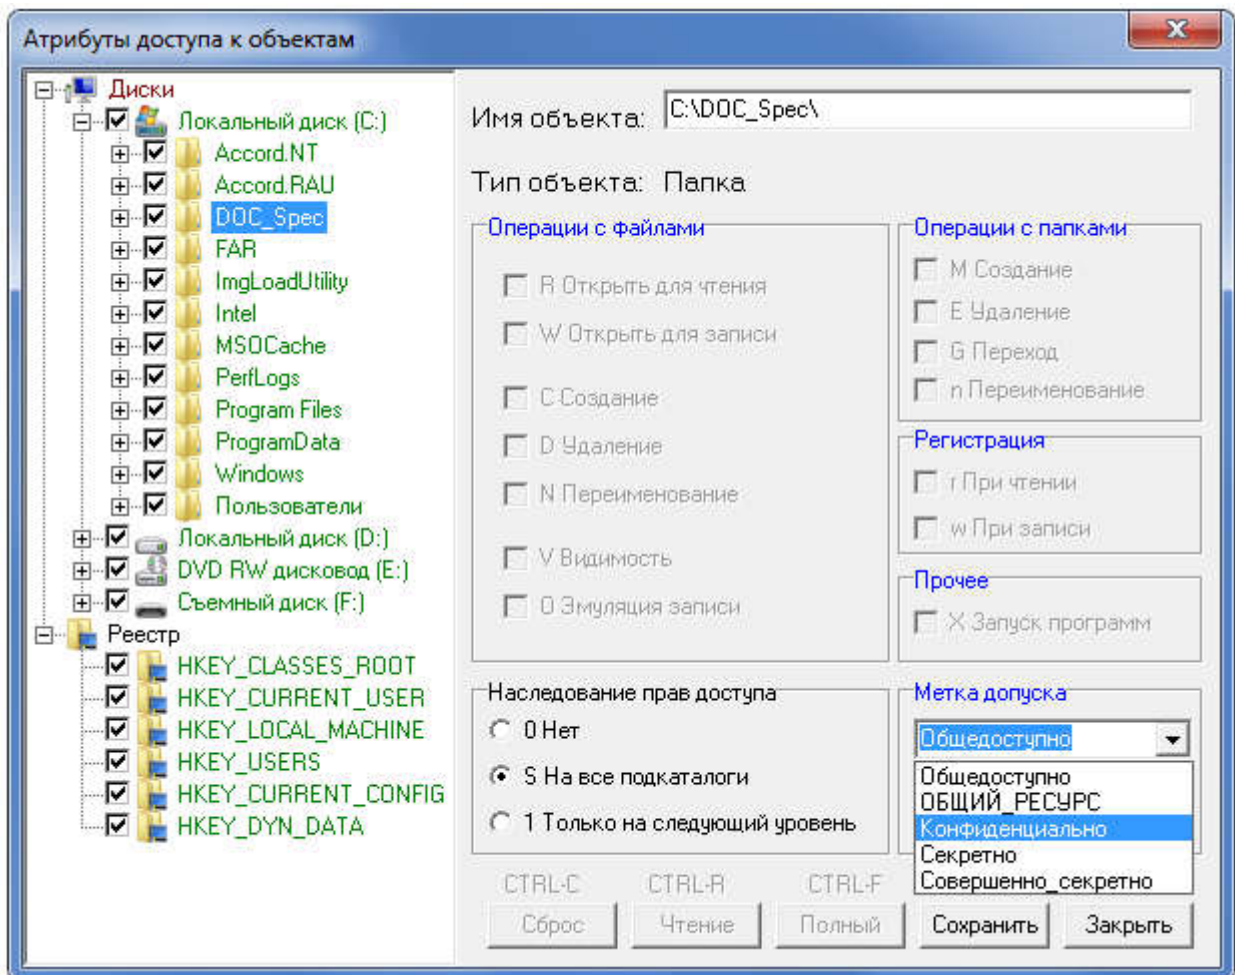 Атрибуты доступа к объектам
Диски
Локальный диск (C:)
Accord.NT
Accord.RAU
DOC_Spec
FAR
ImgLoadUtility
Intel
MSOCache
PerfLogs
Program Files
ProgramData
Windows
Пользователи
Локальный диск (D:)
DVD RW дисковод (E:)
Съемный диск (F:)
Реестр
HKEY_CLASSES_ROOT
HKEY_CURRENT_USER
HKEY_LOCAL_MACHINE
HKEY_USERS
HKEY_CURRENT_CONFIG
HKEY_DYN_DATA
Имя объекта: C:\DOC_Spec\
Тип объекта: Папка
Операции с файлами
R Открыть для чтения
W Открыть для записи
C Создание
D Удаление
N Переименование
V Видимость
O Эмуляция записи
Операции с папками
M Создание
E Удаление
G Переход
n Переименование
Регистрация
r При чтении
w При записи
Прочее
X Запуск программ
Наследование прав доступа
0 Нет
S На все подкаталоги
1 Только на следующий уровень
Метка допуска
Общедоступно
Общедоступно
ОБЩИЙ_РЕСУРС
Конфиденциально
Секретно
Совершенно_секретно
CTRL-C CTRL-R CTRL-F
Сброс Чтение Полный Сохранить Закрыть